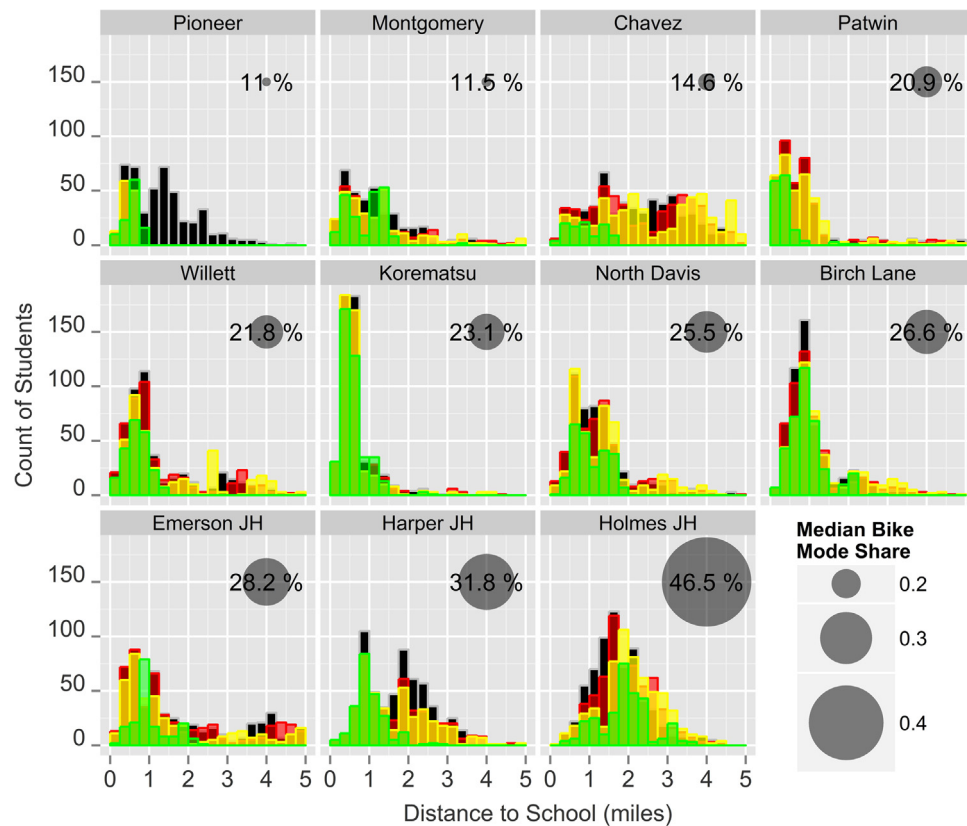 Pioneer
Montgomery
Chavez
Patwin
150
100
50
0
11 %
11.5 %
14.6 %
20.9 %
Willett
Korematsu
North Davis
Birch Lane
Count of Students
150
100
50
0
21.8 %
23.1 %
25.5 %
26.6 %
Emerson JH
Harper JH
Holmes JH
150
100
50
0
28.2 %
31.8 %
46.5 %
0 1 2 3 4 5
0 1 2 3 4 5
0 1 2 3 4 5
Distance to School (miles)
Median Bike
Mode Share
0.2
0.3
0.4